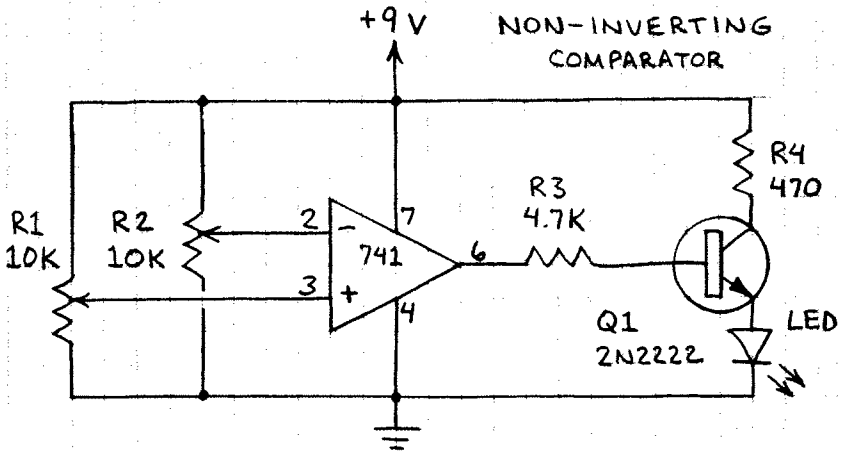 +9V
NON-INVERTING
COMPARATOR
R1
10K
R2
10K
2
-
3
+
741
7
4
6
R3
4.7K
R4
470
Q1
2N2222
LED